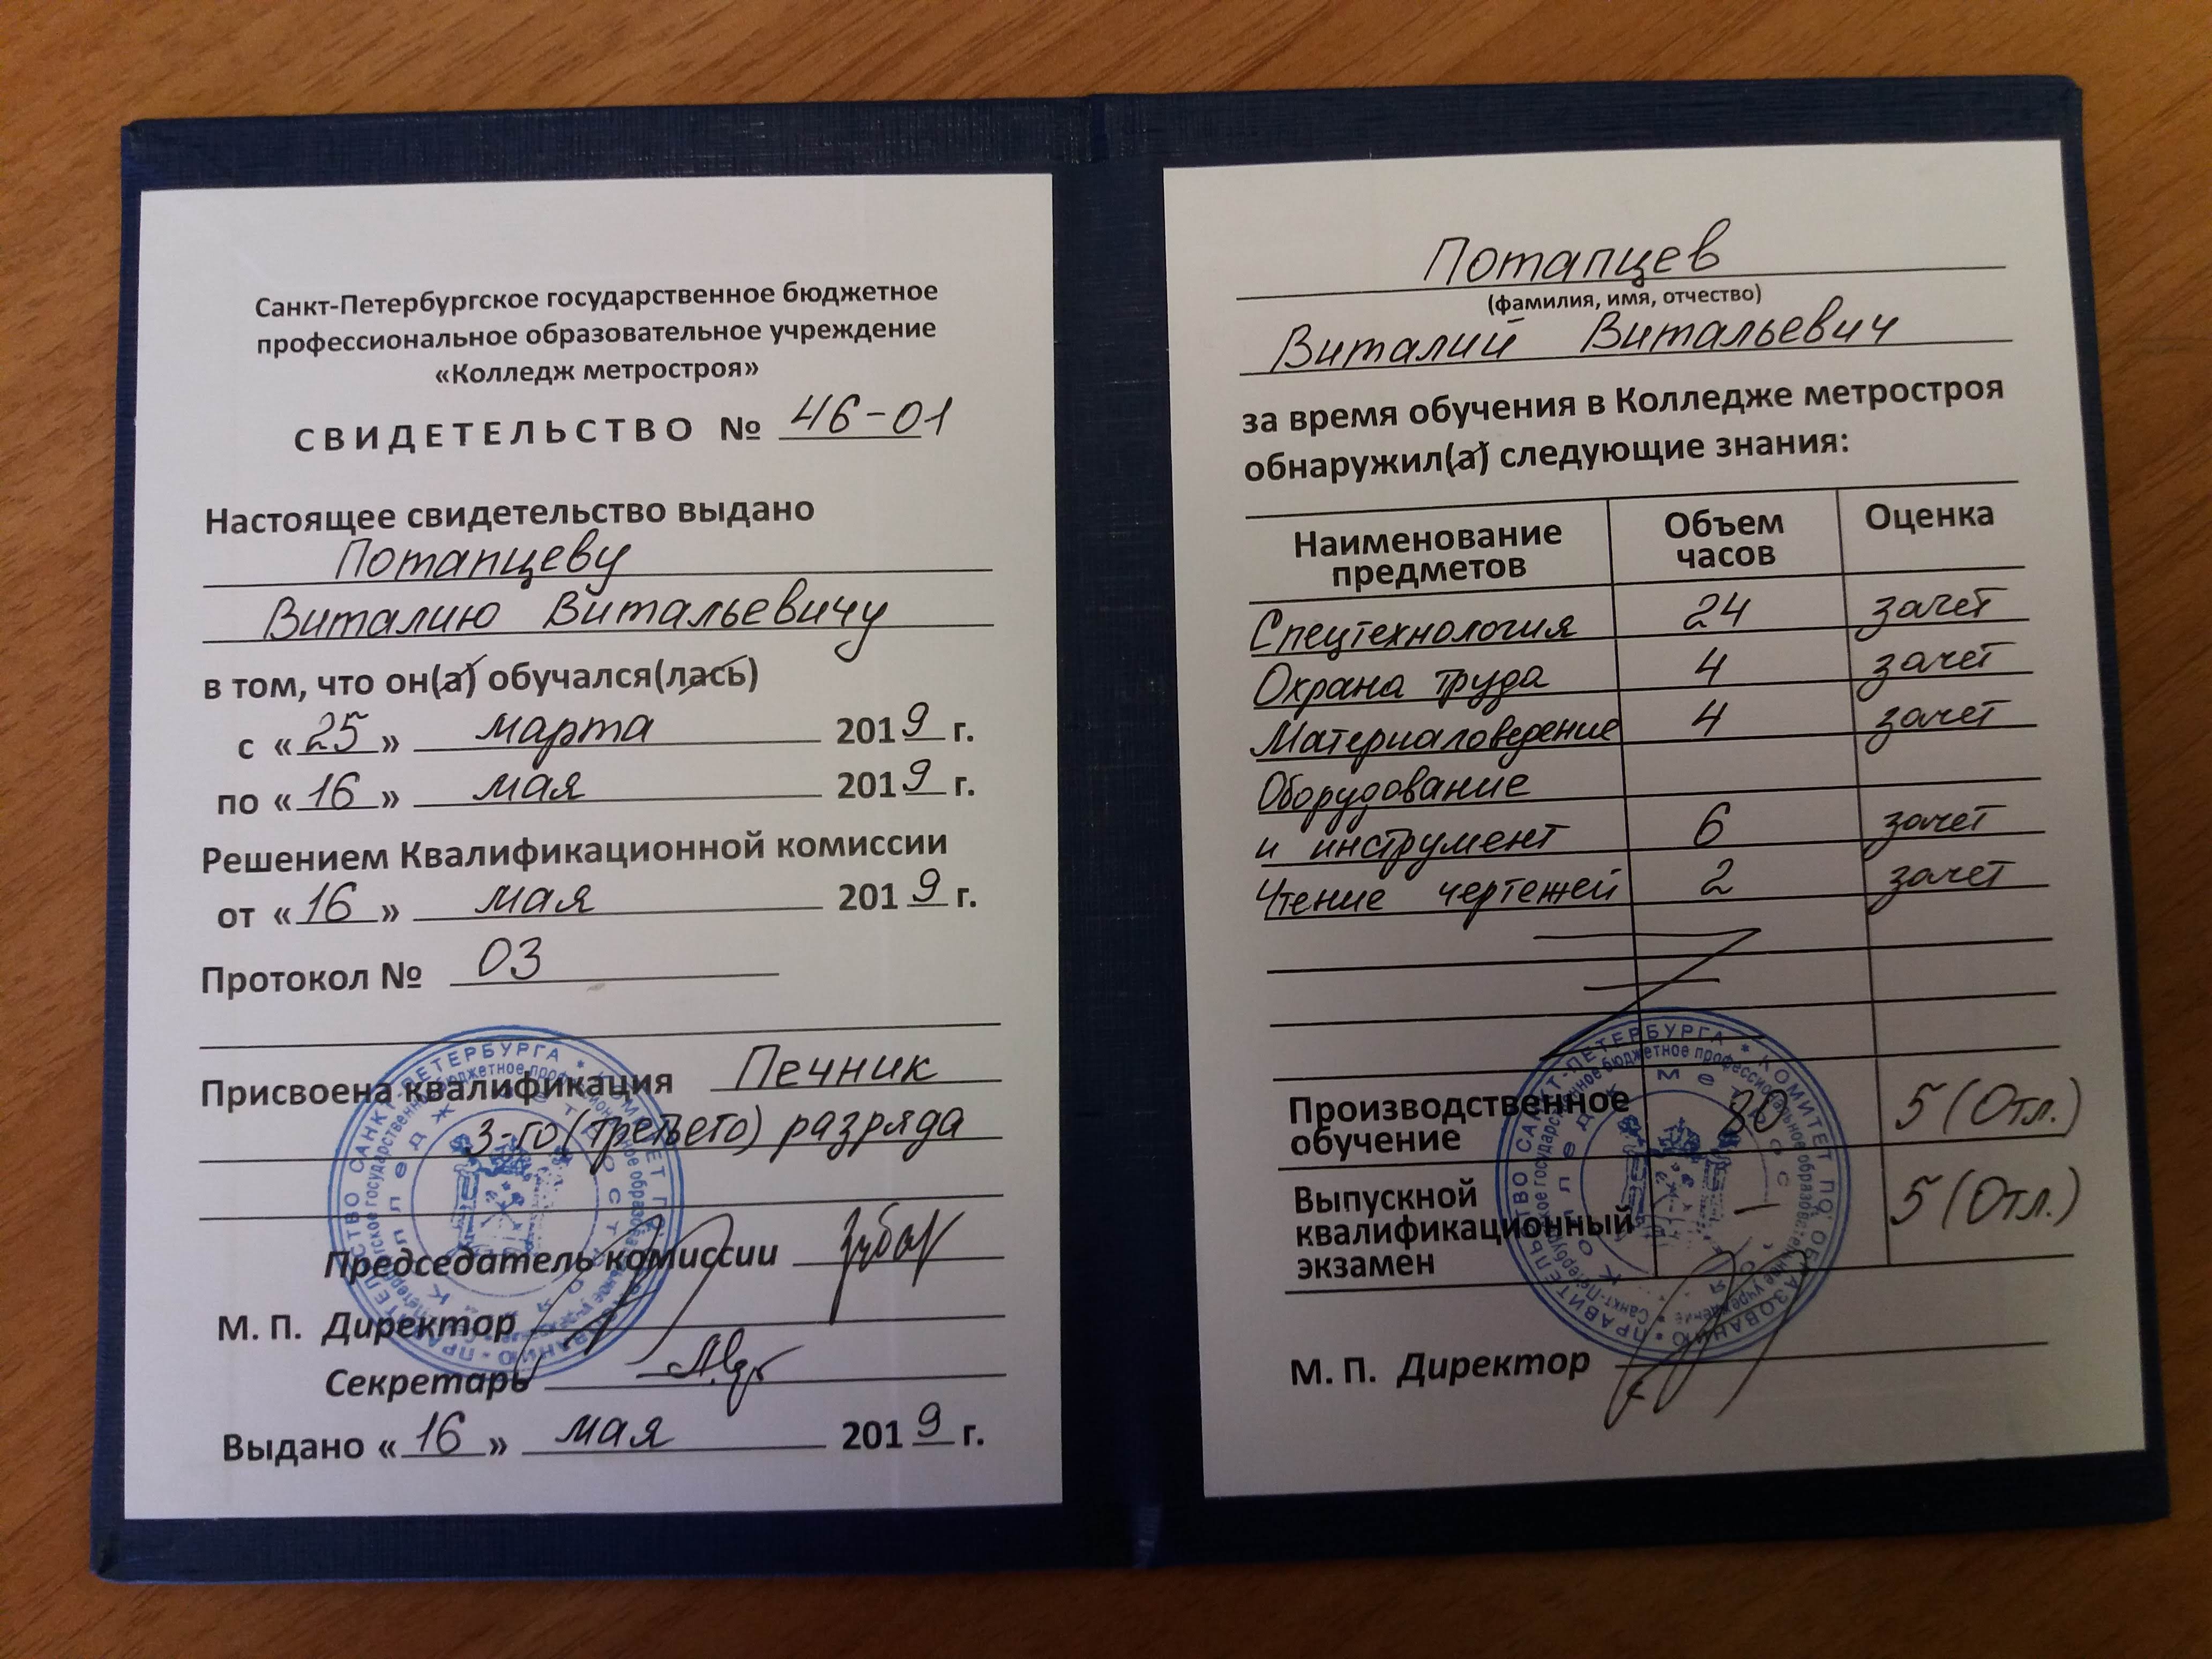 Санкт-Петербургское государственное бюджетное
профессиональное образовательное учреждение
«Колледж метростроя»
СВИДЕТЕЛЬСТВО № 46-01
Настоящее свидетельство выдано
Потапцеву
Виталию Витальевичу
в том, что он(а) обучался(лась)
с «25» марта 2019 г.
по «16» мая 2019 г.
Решением Квалификационной комиссии
от «16» мая 2019 г.
Протокол № 03
Присвоена квалификация Печник
3-го (третьего) разряда
Председатель комиссии
М. П. Директор
Секретарь
Выдано «16» мая 2019 г.
Потапцев
(фамилия, имя, отчество)
Виталий Витальевич
за время обучения в Колледже метростроя
обнаружил(а) следующие знания:
Наименование предметов Объем часов Оценка
Спецтехнология 24 зачет
Охрана труда 4 зачет
Материаловедение 4 зачет
Оборудование
и инструмент 6 зачет
Чтение чертежей 2 зачет
Производственное обучение 80 5 (Отл.)
Выпускной квалификационный экзамен — 5 (Отл.)
М. П. Директор